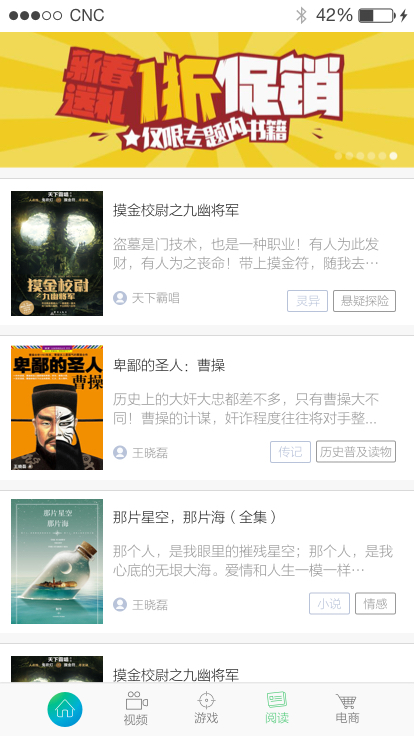 CNC
42%
新春
送礼
1折促销
仅限专题内书籍
天下霸唱
摸金校尉
之九幽将军
摸金校尉之九幽将军
盗墓是门技术，也是一种职业！有人为此发
财，有人为之丧命！带上摸金符，随我去…
天下霸唱
灵异
悬疑探险
卑鄙的圣人
曹操
王晓磊
卑鄙的圣人：曹操
历史上的大奸大忠都差不多，只有曹操大不
同！曹操的计谋，奸诈程度往往将对手整...
王晓磊
传记
历史普及读物
那片星空
那片海
那片星空，那片海（全集）
那个人，是我眼里的摧残星空；那个人，是我
心底的无垠大海。爱情和人生一模一样…
王晓磊
小说
情感
天下霸唱
摸金校尉之九幽将军
视频
游戏
阅读
电商